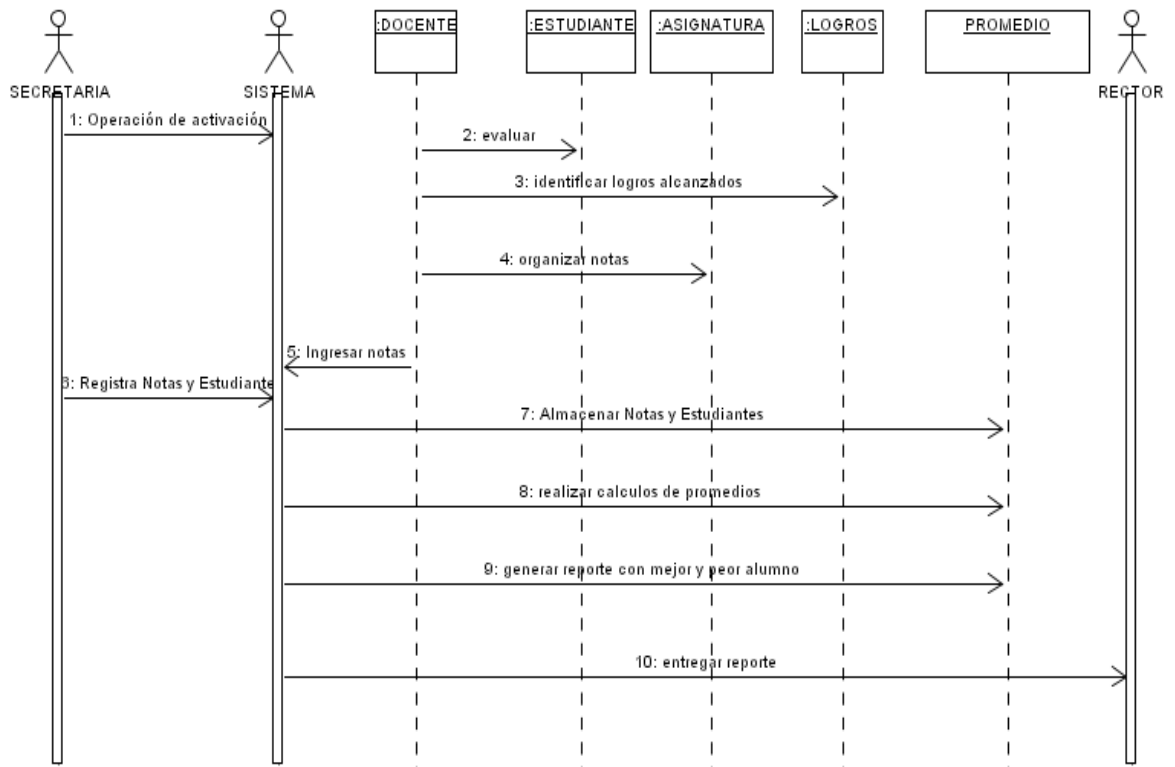 :DOCENTE
:ESTUDIANTE
:ASIGNATURA
:LOGROS
PROMEDIO
SECRETARIA
SISTEMA
RECTOR
1: Operación de activación
2: evaluar
3: identificar logros alcanzados
4: organizar notas
5: Ingresar notas
6: Registra Notas y Estudiante
7: Almacenar Notas y Estudiantes
8: realizar calculos de promedios
9: generar reporte con mejor y peor alumno
10: entregar reporte